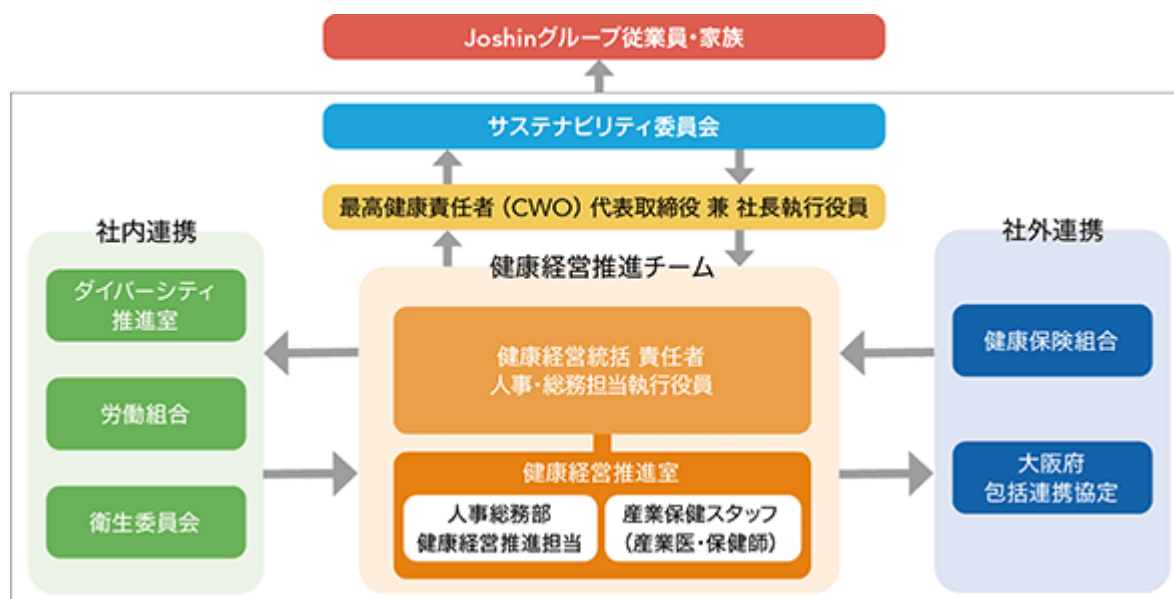 Joshinグループ従業員・家族
サステナビリティ委員会
最高健康責任者（CWO）代表取締役 兼 社長執行役員
社内連携
ダイバーシティ
推進室
労働組合
衛生委員会
健康経営推進チーム
健康経営統括 責任者
人事・総務担当執行役員
健康経営推進室
人事総務部
健康経営推進担当
産業保健スタッフ
（産業医・保健師）
社外連携
健康保険組合
大阪府
包括連携協定